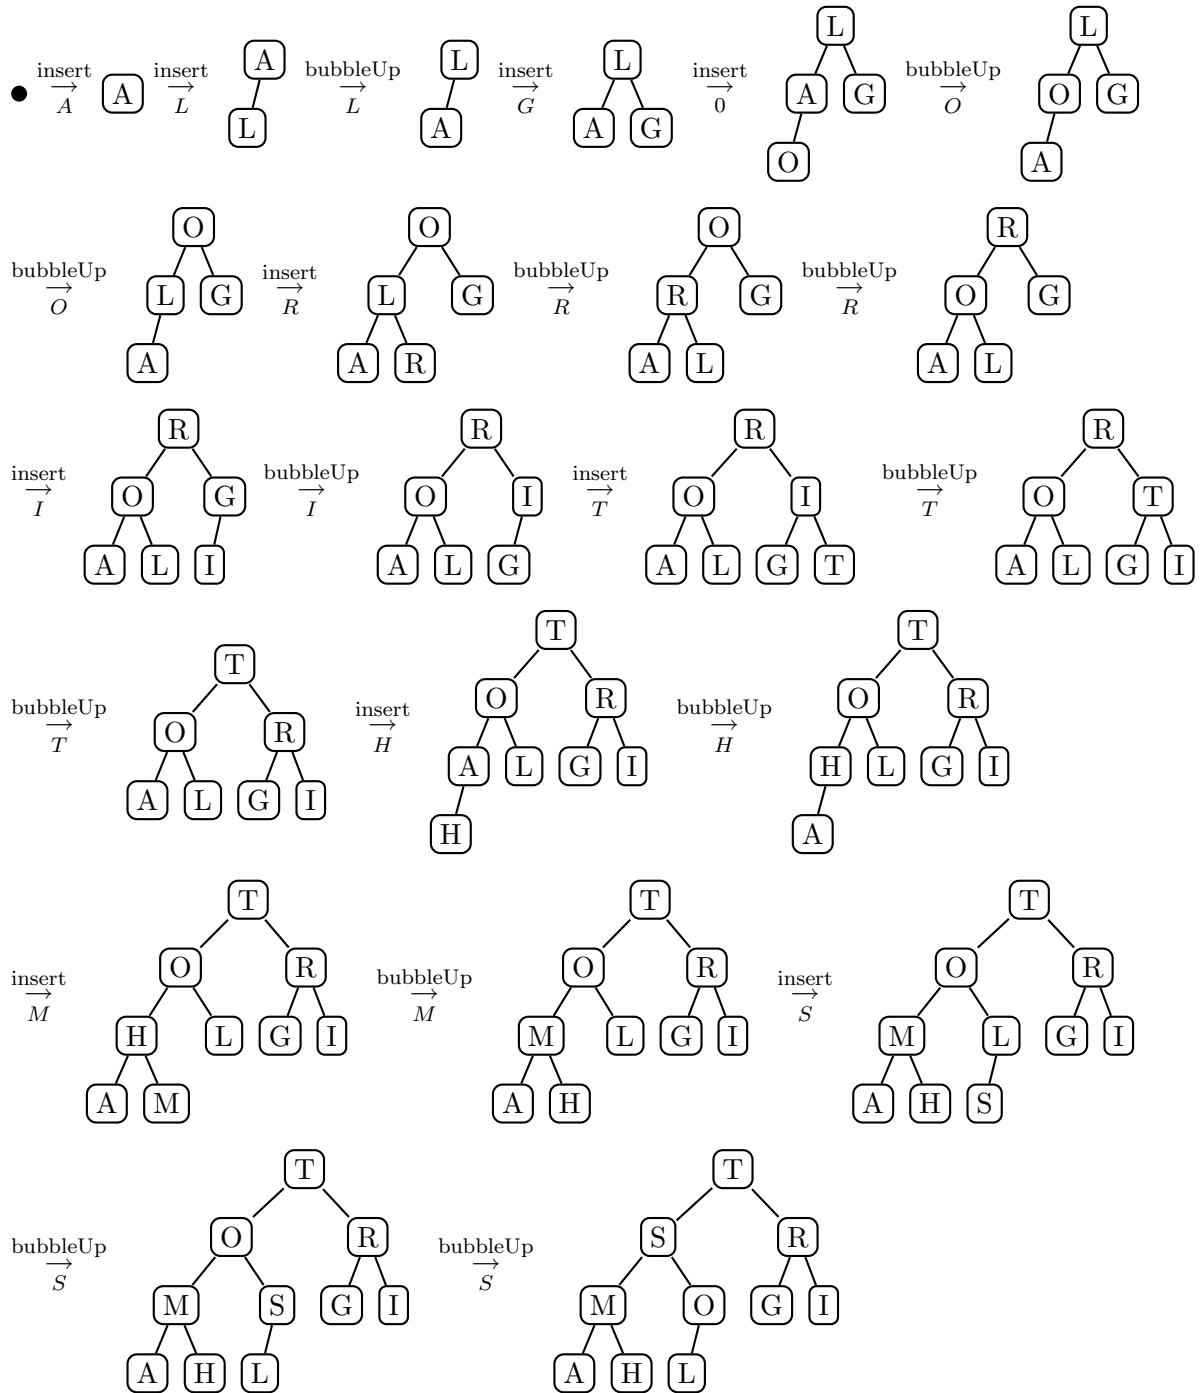 insert
A
A
insert
L
A
L
bubbleUp
L
L
A
insert
G
L
A G
insert
0
L
A G
O
bubbleUp
O
L
O G
A
bubbleUp
O
O
L G
A
insert
R
O
L G
A R
bubbleUp
R
O
R G
A L
bubbleUp
R
R
O G
A L
insert
I
R
O G
A L I
bubbleUp
I
R
O I
A L G
insert
T
R
O I
A L G T
bubbleUp
T
R
O T
A L G I
bubbleUp
T
T
O R
A L G I
insert
H
T
O R
A L G I
H
bubbleUp
H
T
O R
H L G I
A
insert
M
T
O R
H L G I
A M
bubbleUp
M
T
O R
M L G I
A H
insert
S
T
O R
M L G I
A H S
bubbleUp
S
T
O R
M S G I
A H L
bubbleUp
S
T
S R
M O G I
A H L